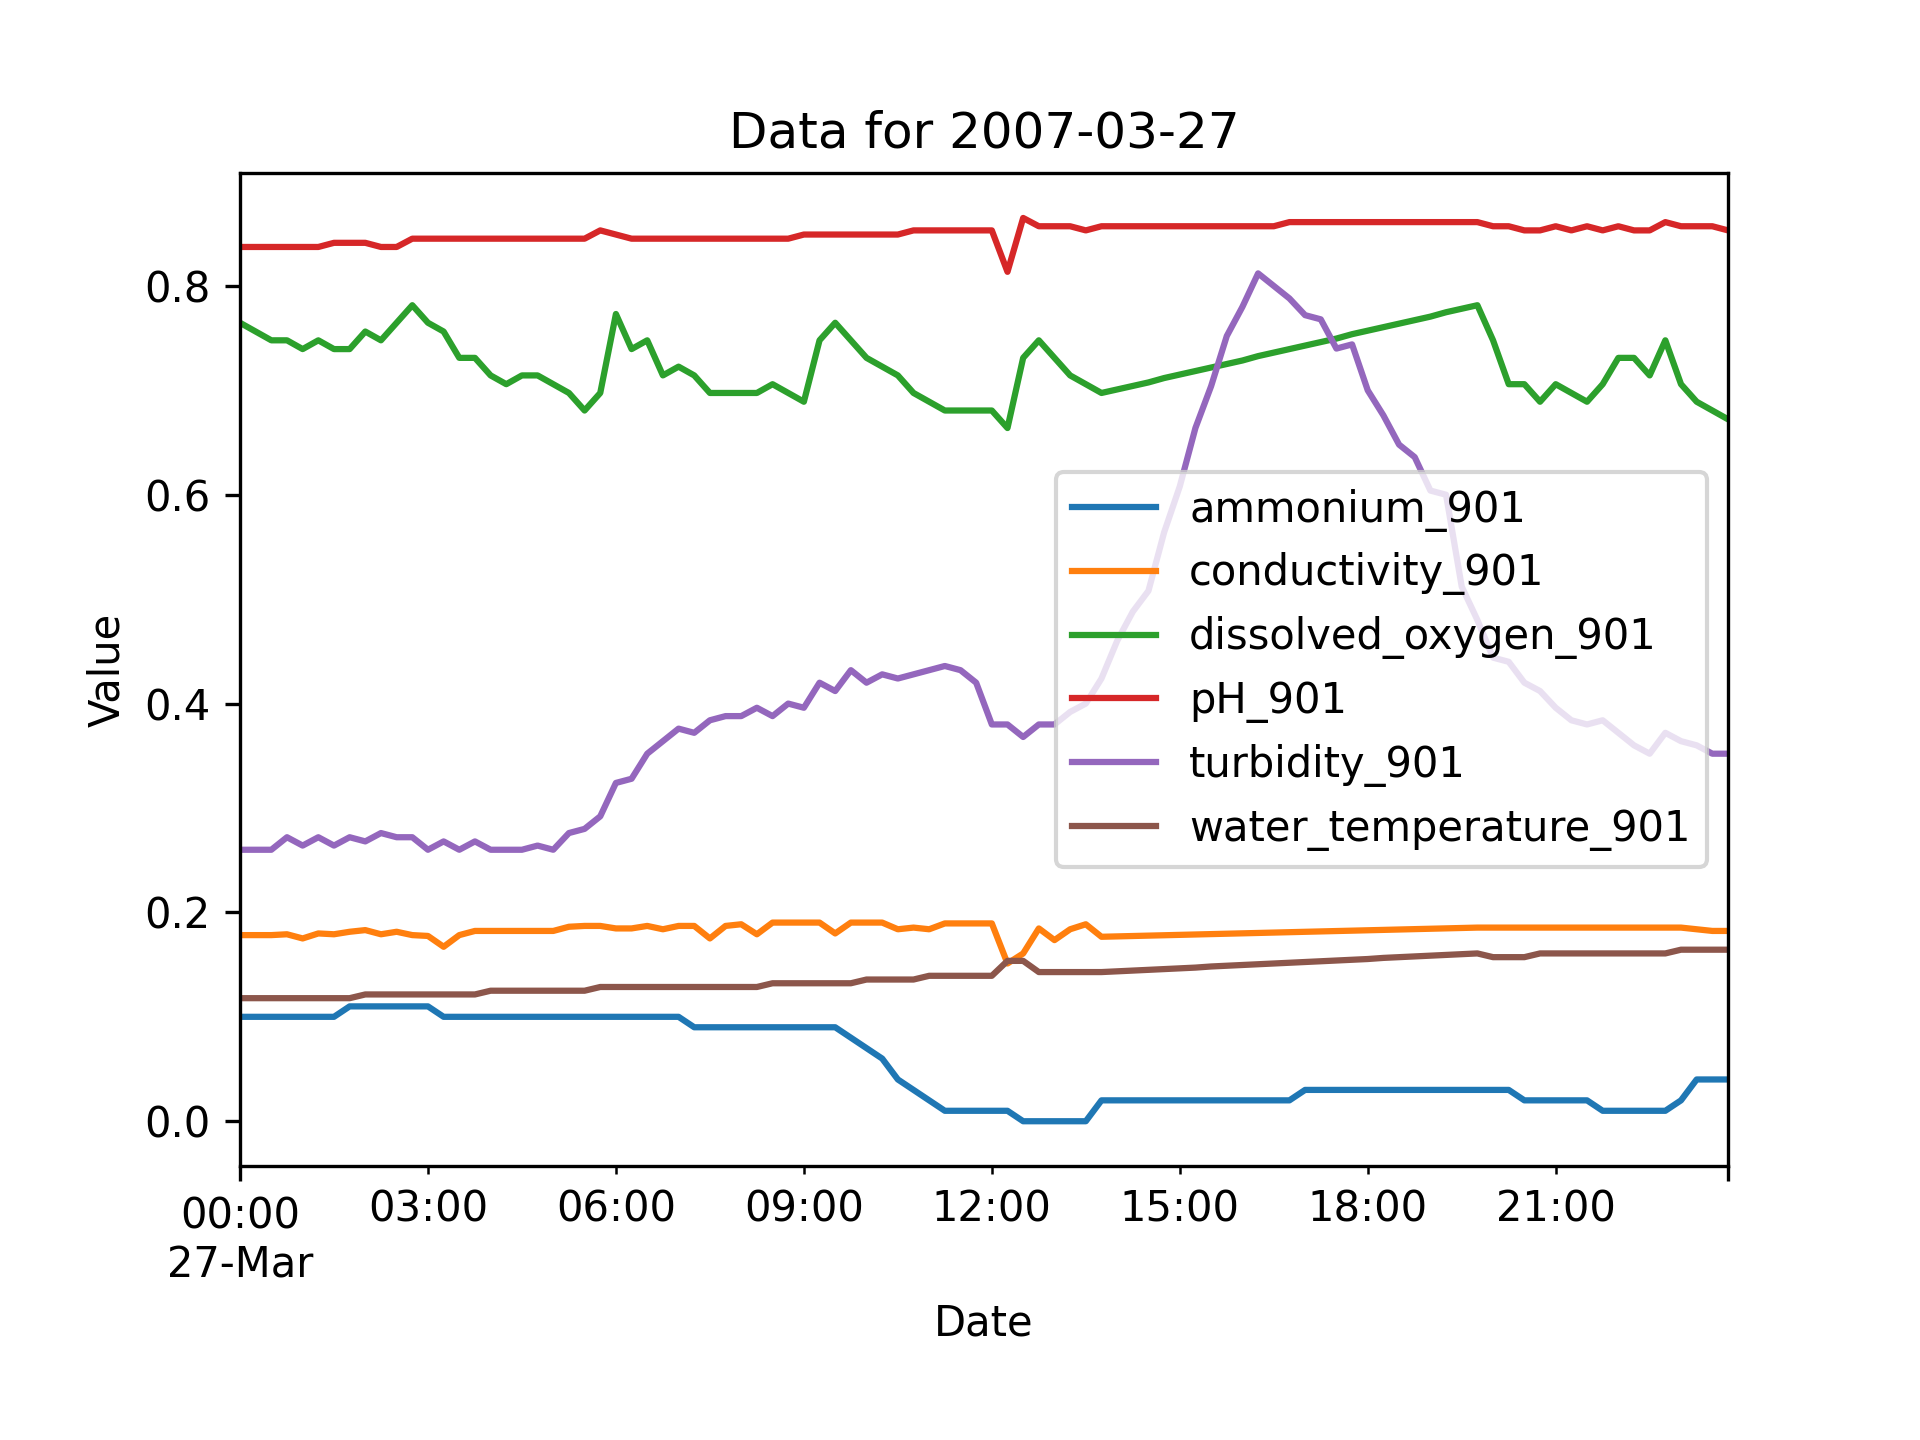 Data for 2007-03-27
Value
0.8
0.6
0.4
0.2
0.0
ammonium_901
conductivity_901
dissolved_oxygen_901
pH_901
turbidity_901
water_temperature_901
00:00 03:00 06:00 09:00 12:00 15:00 18:00 21:00
27-Mar
Date